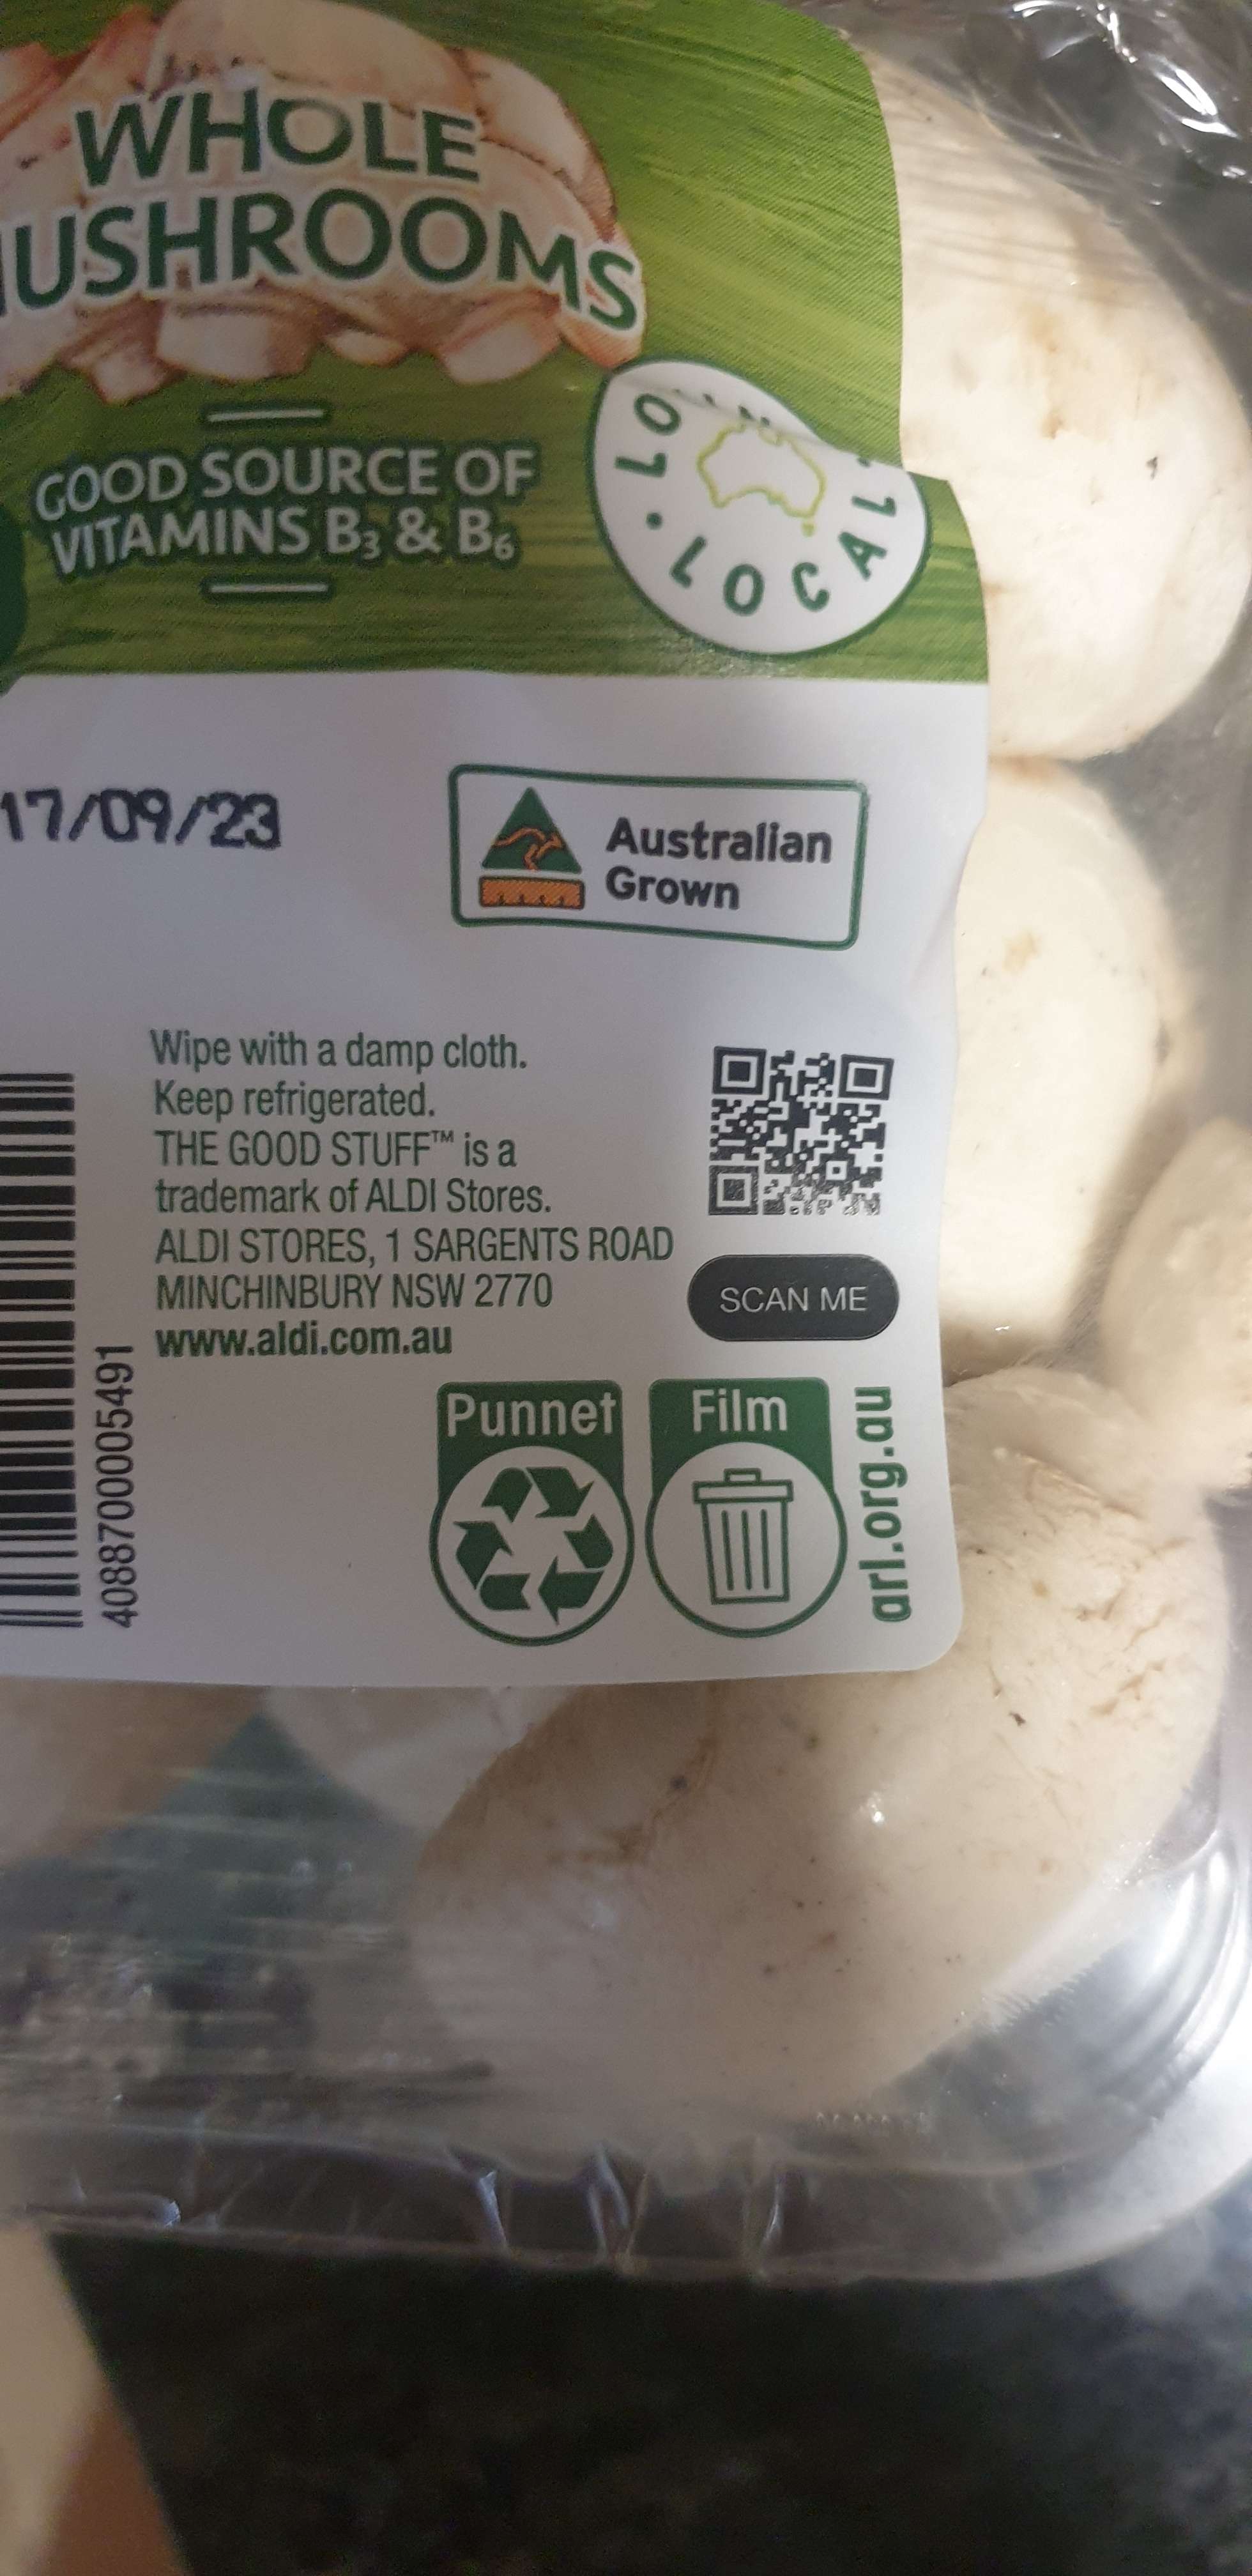 WHOLE
MUSHROOMS
GOOD SOURCE OF
VITAMINS B3 & B6
LOCAL
17/09/23
Australian
Grown
Wipe with a damp cloth.
Keep refrigerated.
THE GOOD STUFF™ is a
trademark of ALDI Stores.
ALDI STORES, 1 SARGENTS ROAD
MINCHINBURY NSW 2770
www.aldi.com.au
SCAN ME
4088700005491
Punnet
Film
arl.org.au